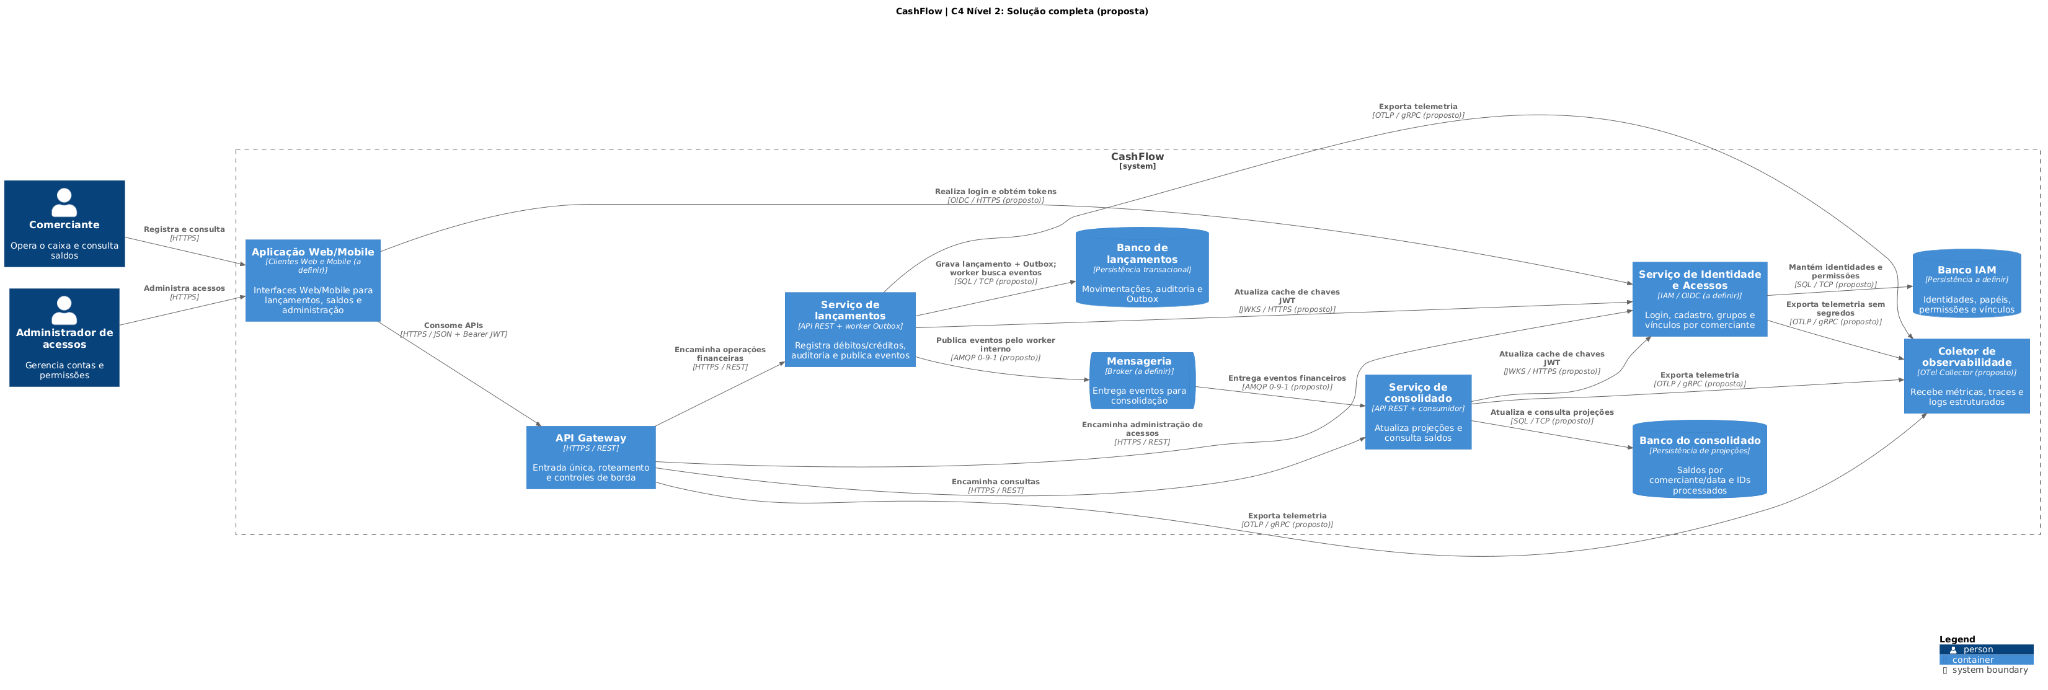 CashFlow | C4 Nível 2: Solução completa (proposta)
Exporta telemetria
[OTLP / gRPC (proposto)]
CashFlow
[system]
Comerciante
Opera o caixa e consulta
saldos
Registra e consulta
[HTTPS]
Administrador de
acessos
Gerencia contas e
permissões
Administra acessos
[HTTPS]
Aplicação Web/Mobile
[Clientes Web e Mobile (a
definir)]
Interfaces Web/Mobile para
lançamentos, saldos e
administração
Realiza login e obtém tokens
[OIDC / HTTPS (proposto)]
Consome APIs
[HTTPS / JSON + Bearer JWT]
API Gateway
[HTTPS / REST]
Entrada única, roteamento
e controles de borda
Encaminha operações
financeiras
[HTTPS / REST]
Serviço de
lançamentos
[API REST + worker Outbox]
Registra débitos/créditos,
auditoria e publica eventos
Grava lançamento + Outbox;
worker busca eventos
[SQL / TCP (proposto)]
Banco de
lançamentos
[Persistência transacional]
Movimentações, auditoria e
Outbox
Atualiza cache de chaves
JWT
[JWKS / HTTPS (proposto)]
Publica eventos pelo worker
interno
[AMQP 0-9-1 (proposto)]
Mensageria
[Broker (a definir)]
Entrega eventos para
consolidação
Entrega eventos financeiros
[AMQP 0-9-1 (proposto)]
Encaminha administração de
acessos
[HTTPS / REST]
Encaminha consultas
[HTTPS / REST]
Exporta telemetria
[OTLP / gRPC (proposto)]
Serviço de
consolidado
[API REST + consumidor]
Atualiza projeções e
consulta saldos
Atualiza cache de chaves
JWT
[JWKS / HTTPS (proposto)]
Exporta telemetria
[OTLP / gRPC (proposto)]
Atualiza e consulta projeções
[SQL / TCP (proposto)]
Serviço de Identidade
e Acessos
[IAM / OIDC (a definir)]
Login, cadastro, grupos e
vínculos por comerciante
Banco do consolidado
[Persistência de projeções]
Saldos por
comerciante/data e IDs
processados
Mantém identidades e
permissões
[SQL / TCP (proposto)]
Exporta telemetria sem
segredos
[OTLP / gRPC (proposto)]
Banco IAM
[Persistência a definir]
Identidades, papéis,
permissões e vínculos
Coletor de
observabilidade
[OTel Collector (proposto)]
Recebe métricas, traces e
logs estruturados
Legend
person
container
system boundary